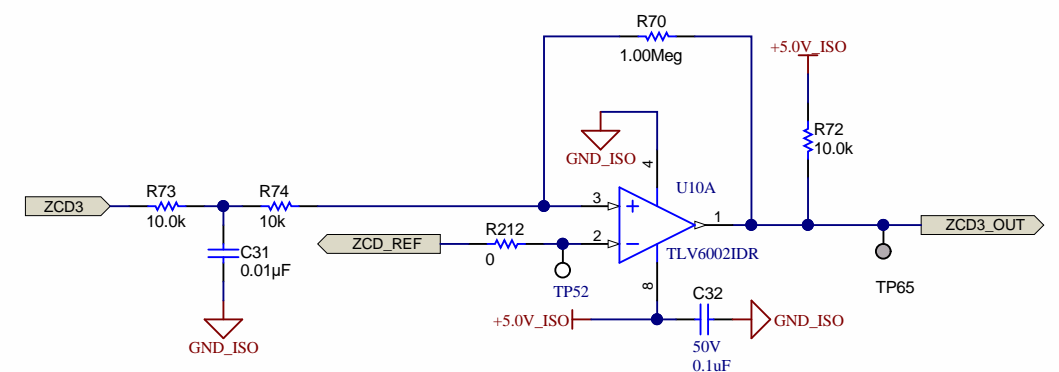 R70
1.00Meg
+5.0V_ISO
R72
10.0k
GND_ISO
4
U10A
ZCD3
R73
10.0k
R74
10k
3
+
1
ZCD3_OUT
ZCD_REF
R212
0
2
−
TLV6002IDR
C31
0.01µF
TP52
8
TP65
+5.0V_ISO
C32
GND_ISO
50V
0.1uF
GND_ISO